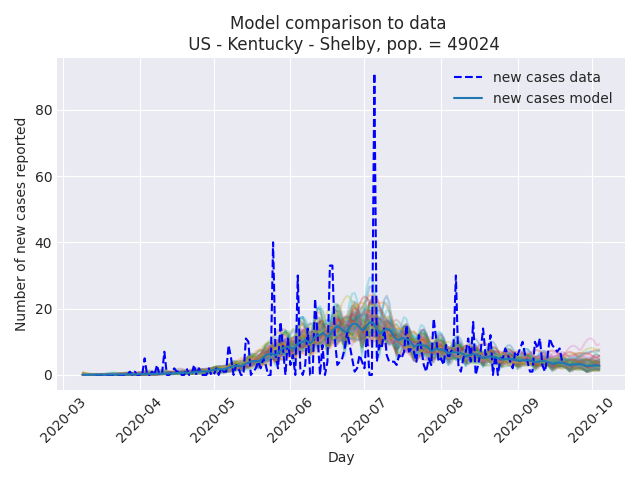 Model comparison to data
US - Kentucky - Shelby, pop. = 49024
new cases data
new cases model
Number of new cases reported
80
60
40
20
0
2020-03
2020-04
2020-05
2020-06
2020-07
2020-08
2020-09
2020-10
Day